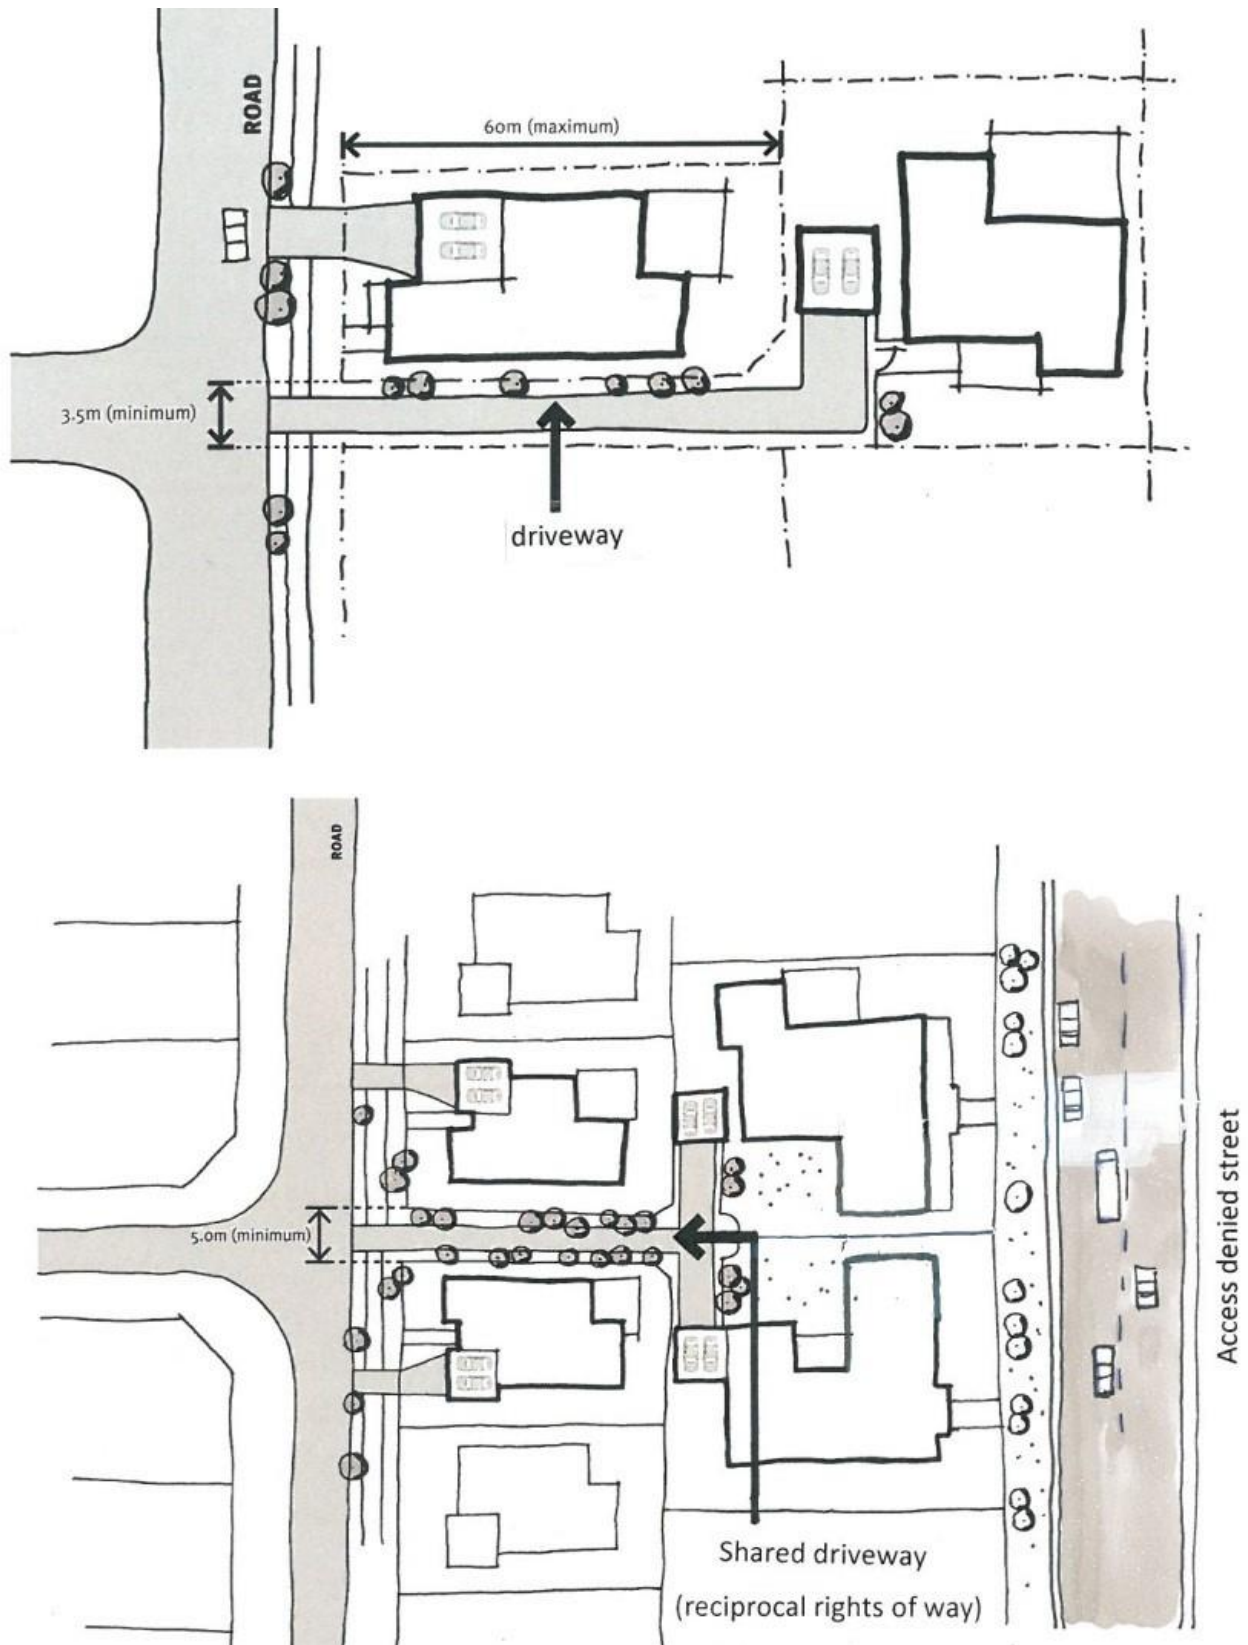 ROAD
60m (maximum)
3.5m (minimum)
driveway
ROAD
5.0m (minimum)
Access denied street
Shared driveway
(reciprocal rights of way)